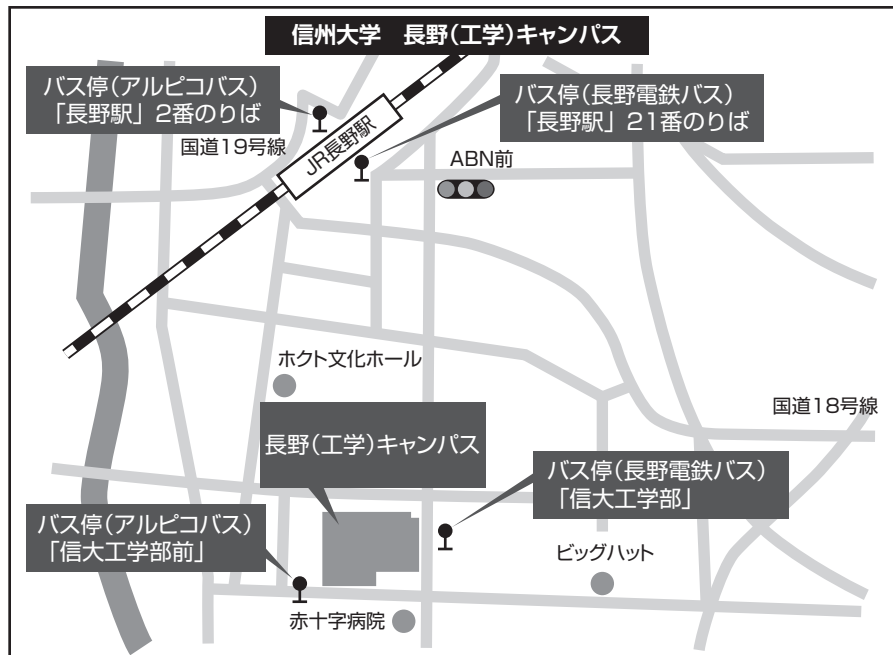 信州大学　長野(工学)キャンパス
バス停(アルピコバス)
「長野駅」2番のりば
バス停(長野電鉄バス)
「長野駅」21番のりば
国道19号線
JR長野駅
ABN前
ホクト文化ホール
国道18号線
長野(工学)キャンパス
バス停(長野電鉄バス)
「信大工学部」
バス停(アルピコバス)
「信大工学部前」
ビッグハット
赤十字病院